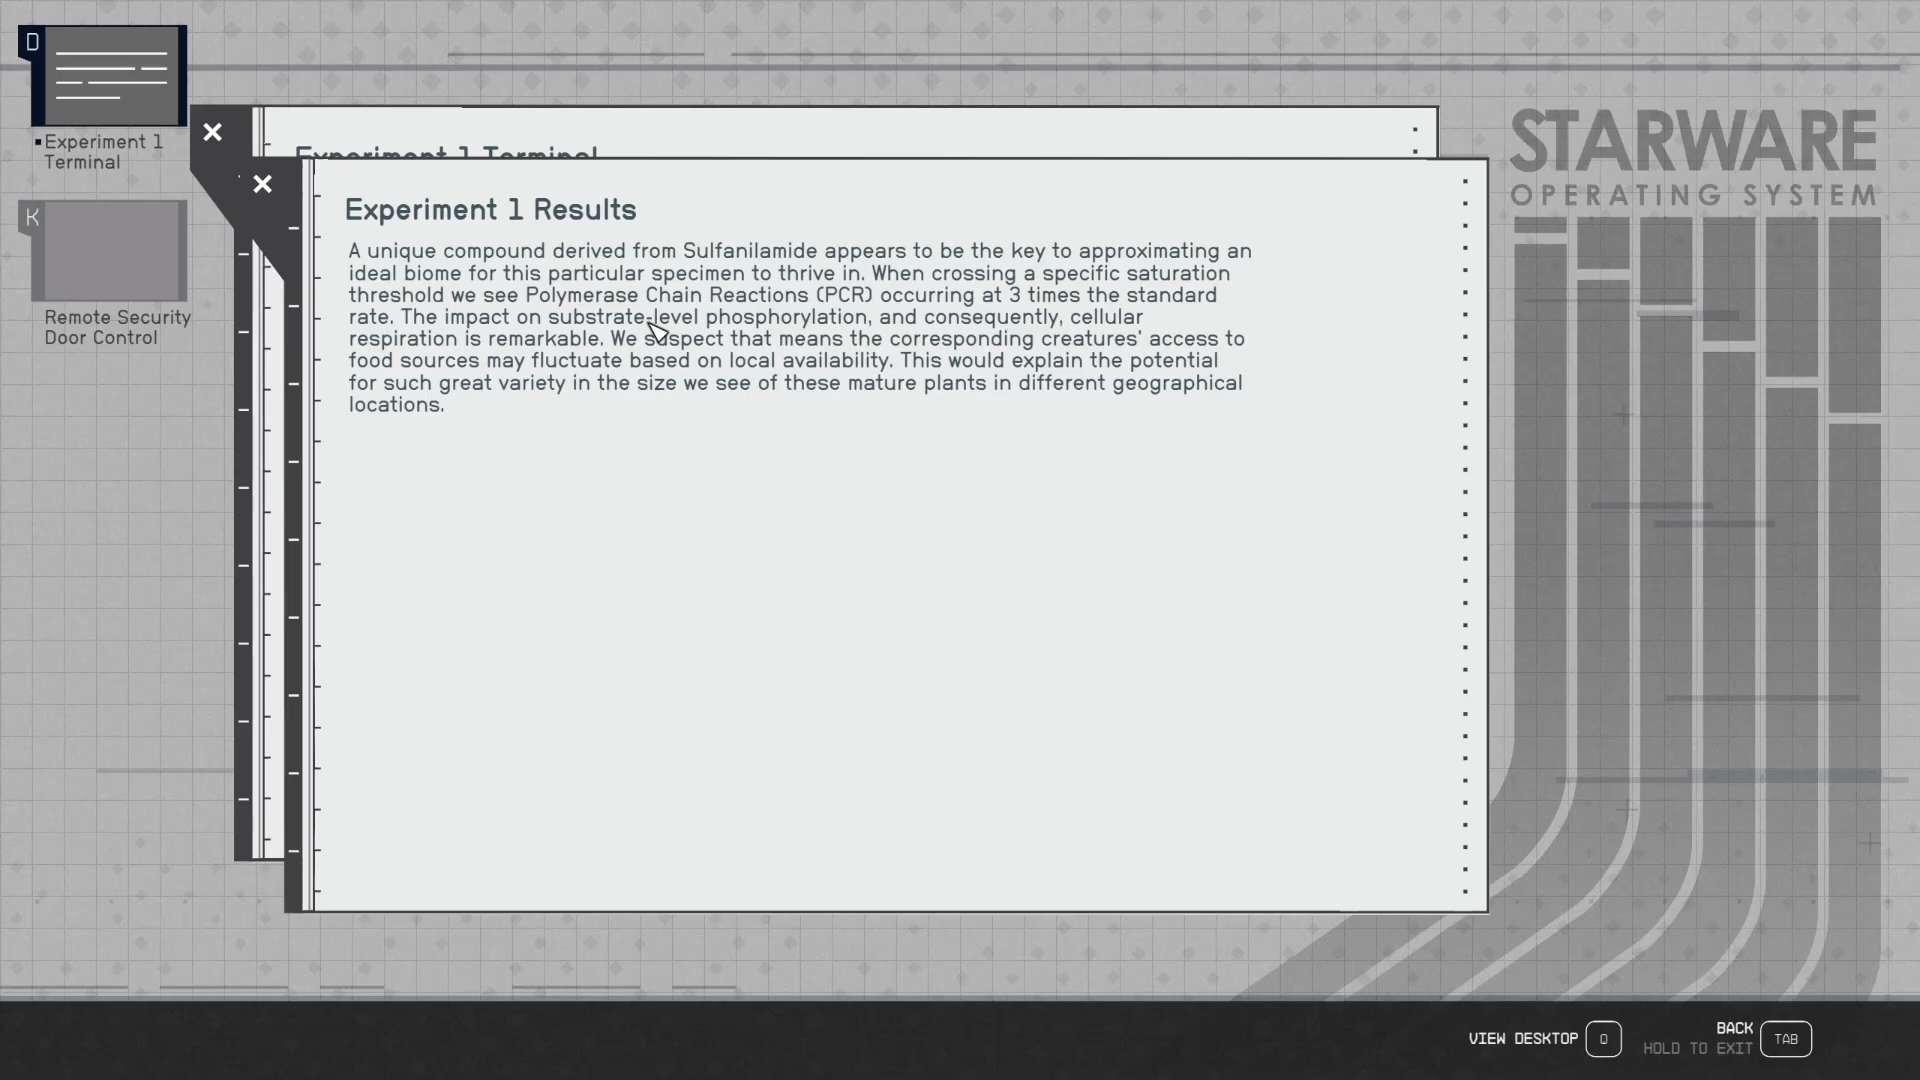 D
Experiment 1
Terminal
K
Remote Security
Door Control
Experiment 1 Terminal
Experiment 1 Results
A unique compound derived from Sulfanilamide appears to be the key to approximating an
ideal biome for this particular specimen to thrive in. When crossing a specific saturation
threshold we see Polymerase Chain Reactions (PCR) occurring at 3 times the standard
rate. The impact on substrate-level phosphorylation, and consequently, cellular
respiration is remarkable. We suspect that means the corresponding creatures' access to
food sources may fluctuate based on local availability. This would explain the potential
for such great variety in the size we see of these mature plants in different geographical
locations.
STARWARE
OPERATING SYSTEM
VIEW DESKTOP Q
BACK
HOLD TO EXIT
TAB